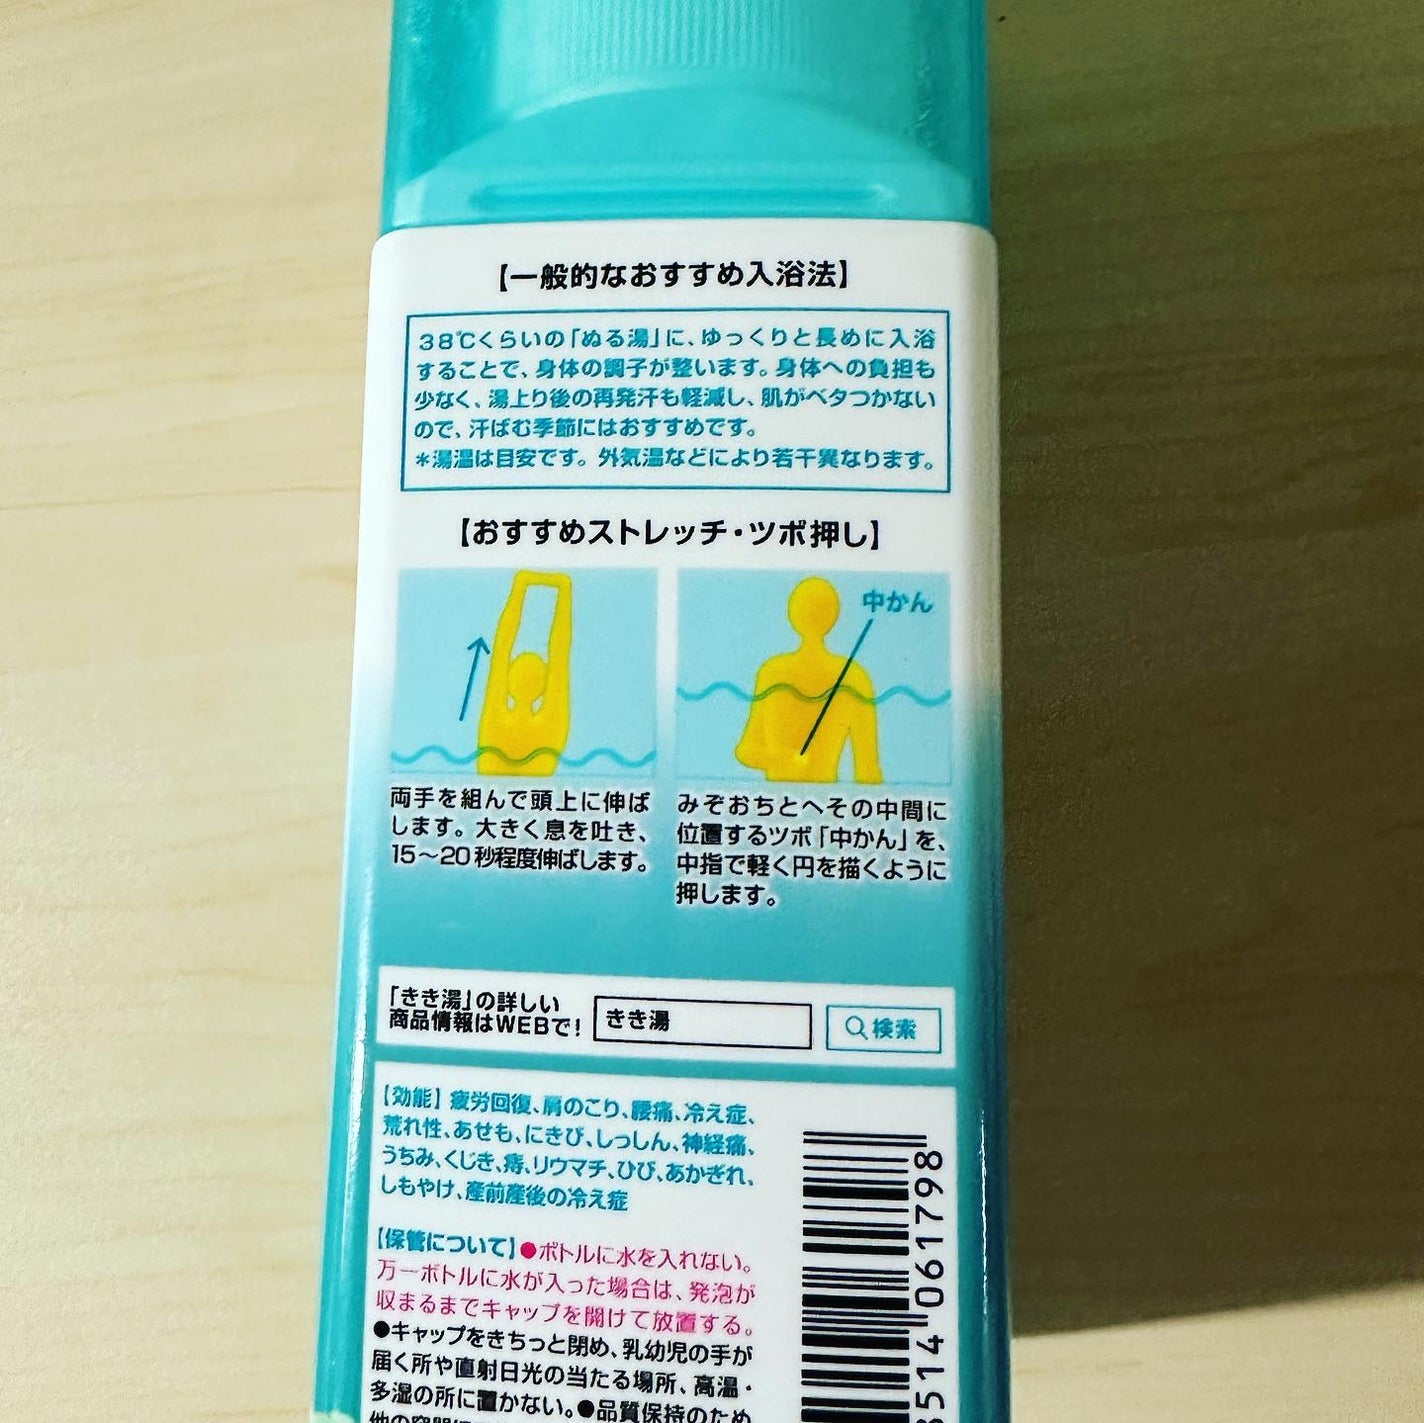 【一般的なおすすめ入浴法】
38℃くらいの「ぬる湯」に、ゆっくりと長めに入浴
することで、身体の調子が整います。身体への負担も
少なく、湯上り後の再発汗も軽減し、肌がベタつかない
ので、汗ばむ季節にはおすすめです。
*湯温は目安です。外気温などにより若干異なります。
【おすすめストレッチ・ツボ押し】
中かん
両手を組んで頭上に伸ば
します。大きく息を吐き、
15〜20秒程度伸ばします。
みぞおちとへその中間に
位置するツボ「中かん」を、
中指で軽く円を描くように
押します。
「きき湯」の詳しい
商品情報はWEBで!
きき湯
検索
【効能】疲労回復、肩のこり、腰痛、冷え症、
荒れ性、あせも、にきび、しっしん、神経痛、
うちみ、くじき、痔、リウマチ、ひび、あかぎれ、
しもやけ、産前産後の冷え症
【保管について】●ボトルに水を入れない。
万一ボトルに水が入った場合は、発泡が
収まるまでキャップを開けて放置する。
●キャップをきちっと閉め、乳幼児の手が
届く所や直射日光の当たる場所、高温・
多湿の所に置かない。●品質保持のため
8514 061798